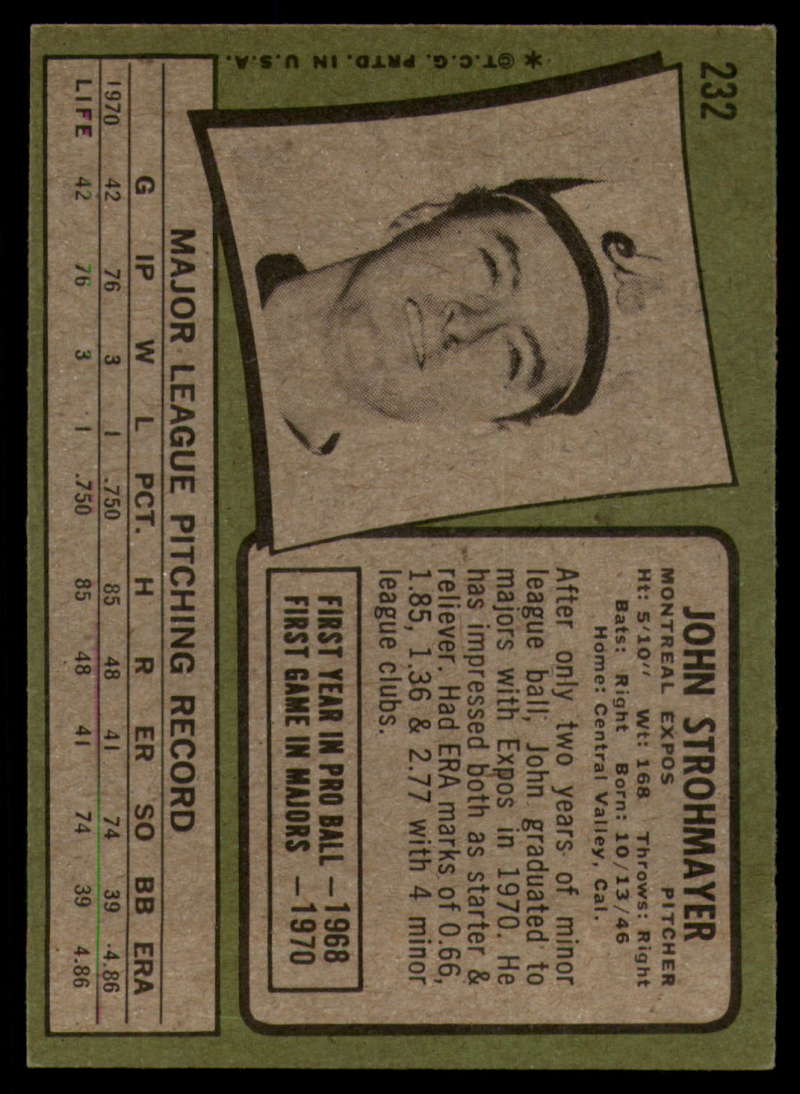 232
*©T.C.G. PRTD. IN U.S.A.
e
JOHN STROHMAYER
MONTREAL EXPOS PITCHER
Ht: 5'10" Wt: 168 Throws: Right
Bats: Right Born: 10/13/46
Home: Central Valley, Cal.
After only two years of minor
league ball, John graduated to
majors with Expos in 1970. He
has impressed both as starter &
reliever. Had ERA marks of 0.66,
1.85, 1.36 & 2.77 with 4 minor
league clubs.
FIRST YEAR IN PRO BALL —1968
FIRST GAME IN MAJORS —1970
MAJOR LEAGUE PITCHING RECORD
G IP W L PCT. H R ER SO BB ERA
1970 42 76 3 1 .750 85 48 41 74 39 4.86
LIFE 42 76 3 1 .750 85 48 41 74 39 4.86